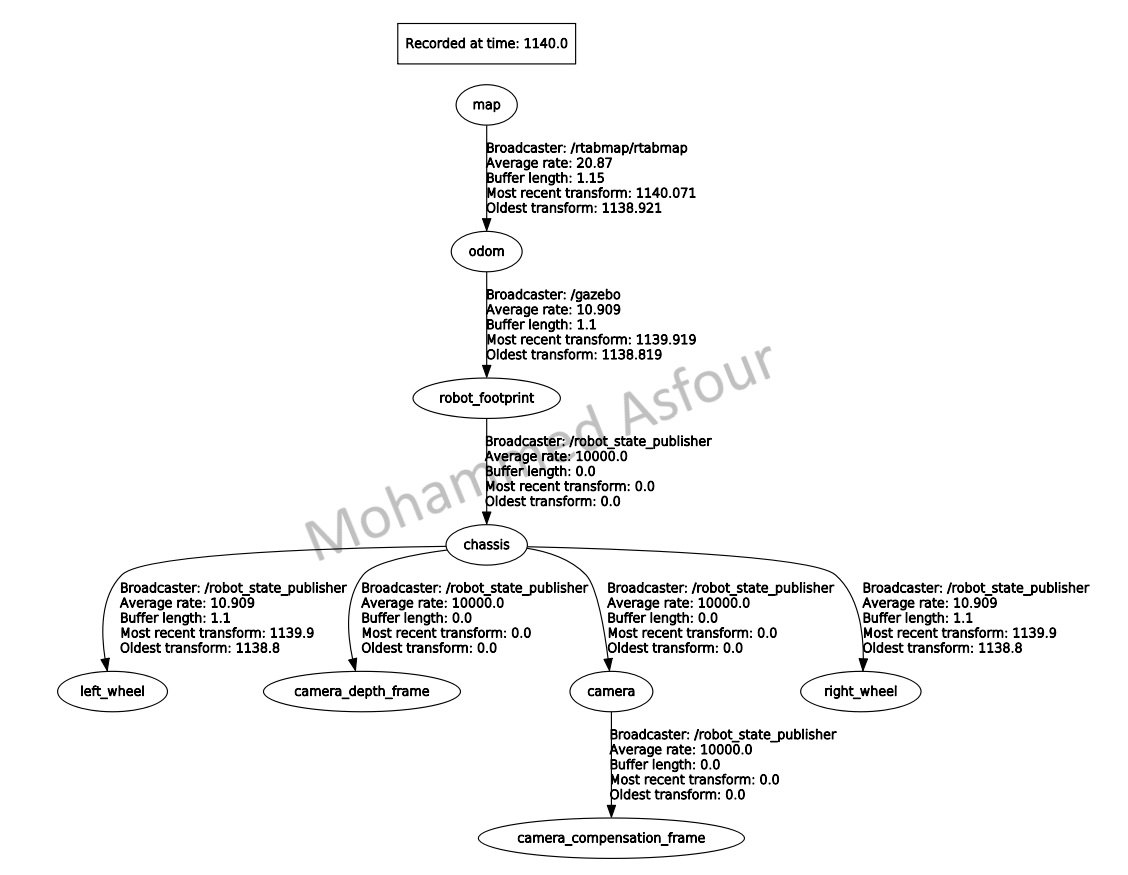 Recorded at time: 1140.0
map
Broadcaster: /rtabmap/rtabmap
Average rate: 20.87
Buffer length: 1.15
Most recent transform: 1140.071
Oldest transform: 1138.921
odom
Broadcaster: /gazebo
Average rate: 10.909
Buffer length: 1.1
Most recent transform: 1139.919
Oldest transform: 1138.819
robot_footprint
Broadcaster: /robot_state_publisher
Average rate: 10000.0
Buffer length: 0.0
Most recent transform: 0.0
Oldest transform: 0.0
Mohammed Asfour
chassis
Broadcaster: /robot_state_publisher
Average rate: 10.909
Buffer length: 1.1
Most recent transform: 1139.9
Oldest transform: 1138.8
Broadcaster: /robot_state_publisher
Average rate: 10000.0
Buffer length: 0.0
Most recent transform: 0.0
Oldest transform: 0.0
Broadcaster: /robot_state_publisher
Average rate: 10000.0
Buffer length: 0.0
Most recent transform: 0.0
Oldest transform: 0.0
Broadcaster: /robot_state_publisher
Average rate: 10.909
Buffer length: 1.1
Most recent transform: 1139.9
Oldest transform: 1138.8
left_wheel
camera_depth_frame
camera
right_wheel
Broadcaster: /robot_state_publisher
Average rate: 10000.0
Buffer length: 0.0
Most recent transform: 0.0
Oldest transform: 0.0
camera_compensation_frame